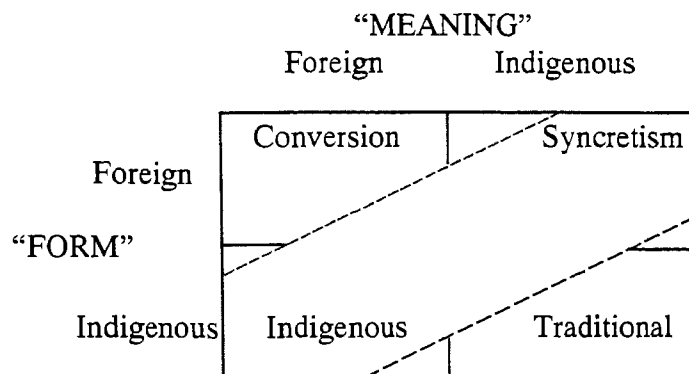 “MEANING”
Foreign Indigenous
Conversion Syncretism
Foreign
“FORM”
Indigenous Indigenous Traditional